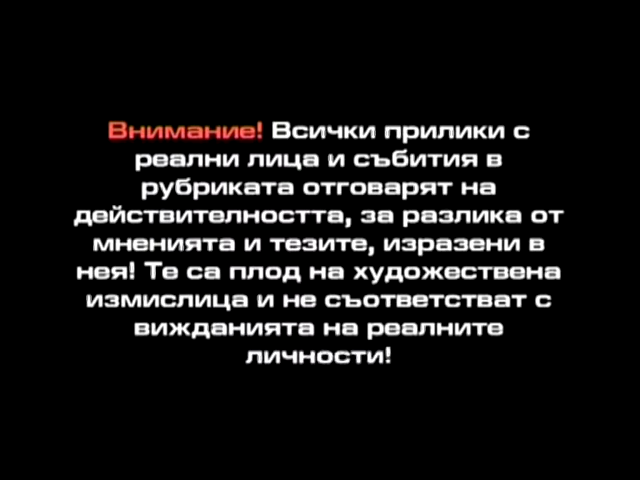 Внимание! Всички прилики с
реални лица и събития в
рубриката отговарят на
действителността, за разлика от
мненията и тезите, изразени в
нея! Те са плод на художествена
измислица и не съответстват с
вижданията на реалните
личности!